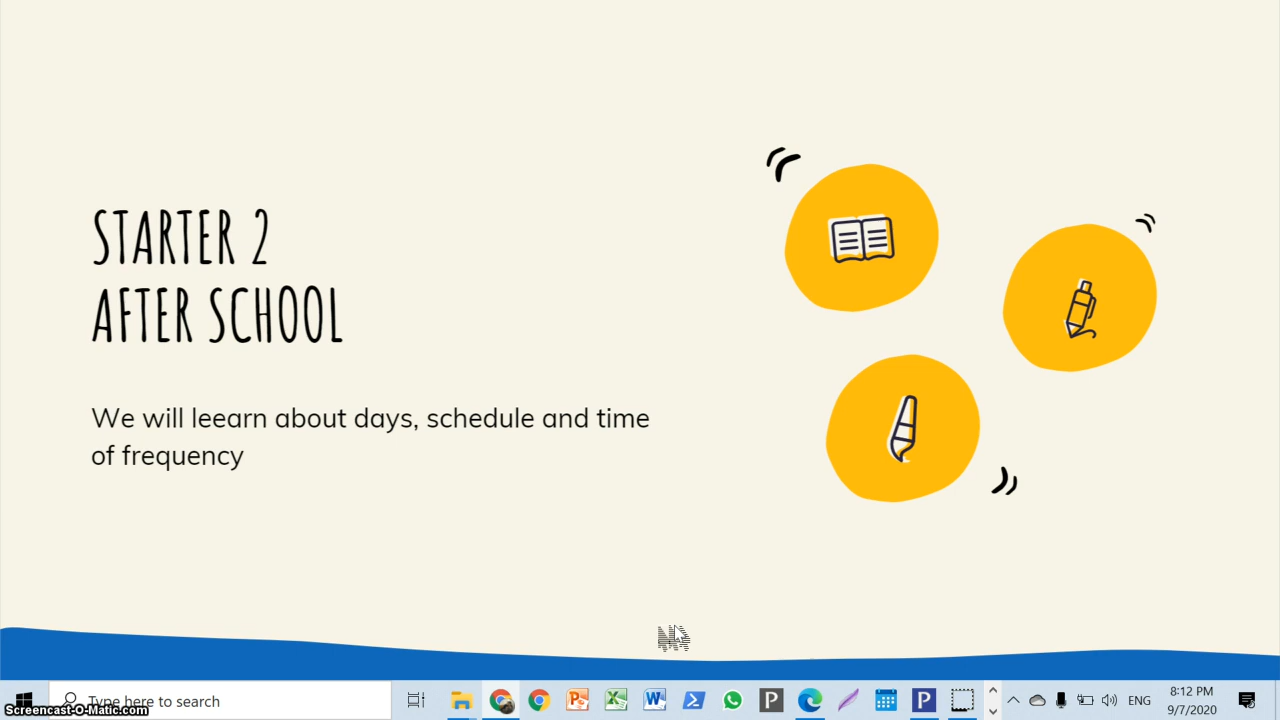 STARTER 2
AFTER SCHOOL
We will leearn about days, schedule and time
of frequency
Type here to search
ENG
8:12 PM
9/7/2020
Screencast-O-Matic.com